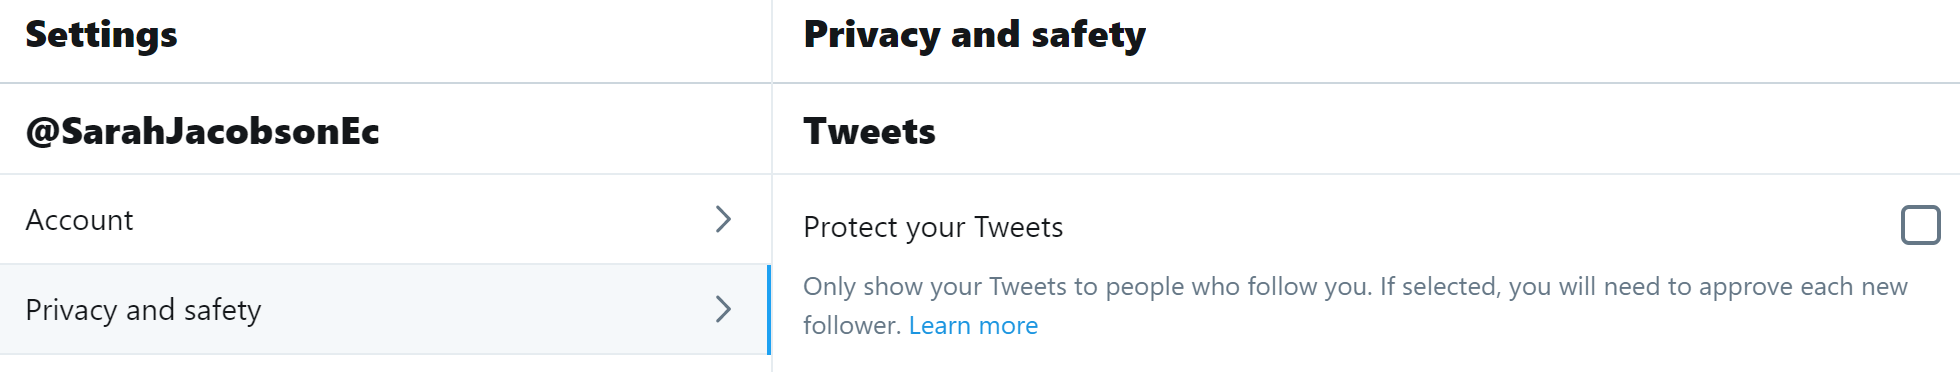 Settings
@SarahJacobsonEc
Account
Privacy and safety
Privacy and safety
Tweets
Protect your Tweets
Only show your Tweets to people who follow you. If selected, you will need to approve each new
follower. Learn more